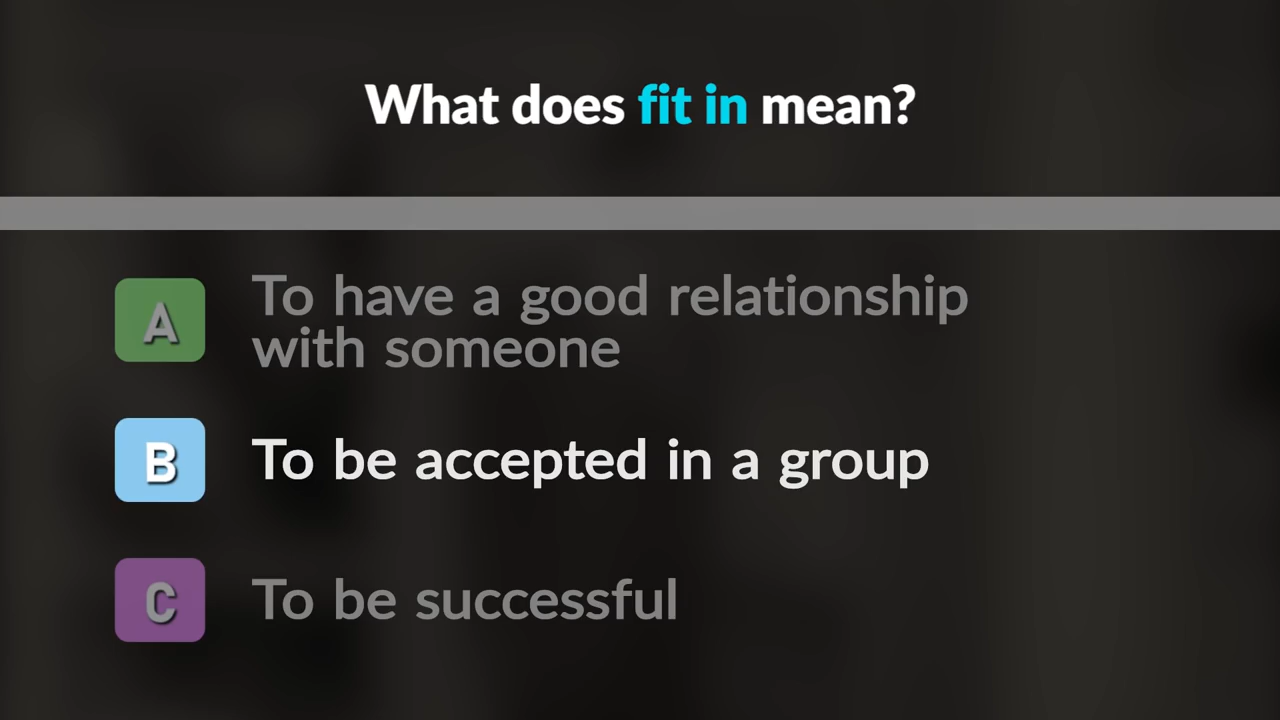 What does fit in mean?
A To have a good relationship
with someone
B To be accepted in a group
C To be successful